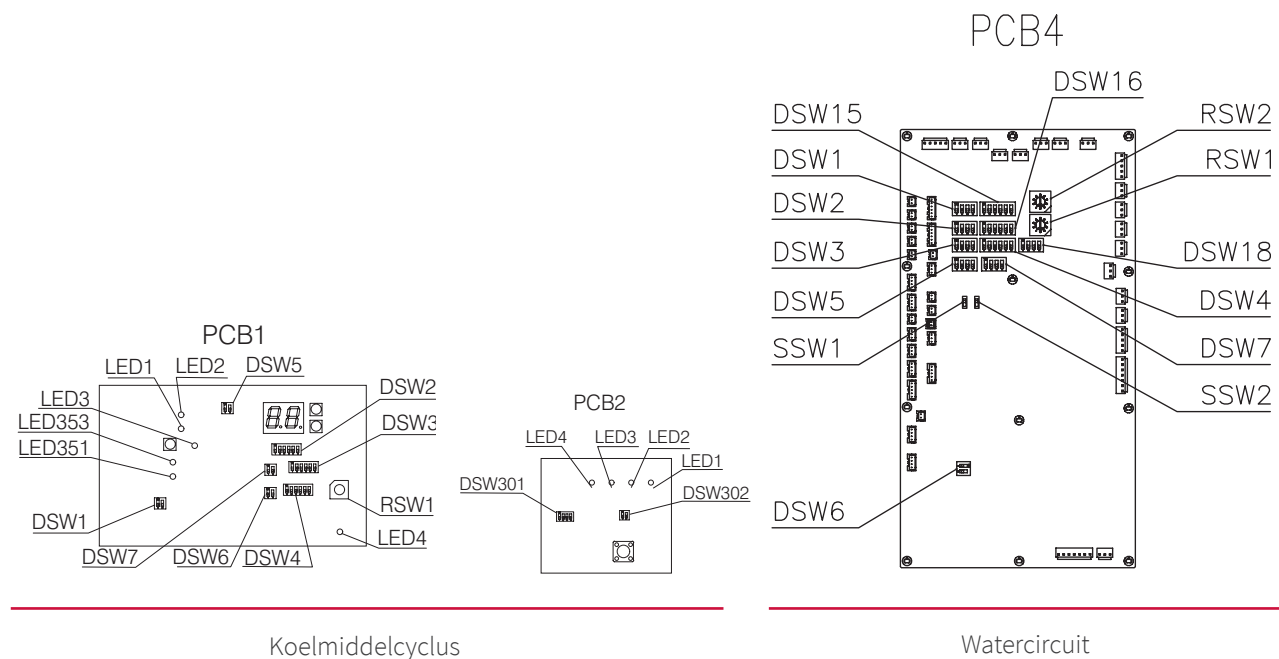 PCB4
DSW16
DSW15
RSW2
DSW1
RSW1
DSW2
DSW3
DSW18
DSW5
DSW4
SSW1
DSW7
SSW2
DSW6
PCB1
LED1
LED2
DSW5
LED3
DSW2
LED353
DSW3
LED351
8.8.
DSW1
RSW1
DSW7
DSW6
DSW4
LED4
PCB2
LED4
LED3
LED2
LED1
DSW301
DSW302
Koelmiddelcyclus
Watercircuit